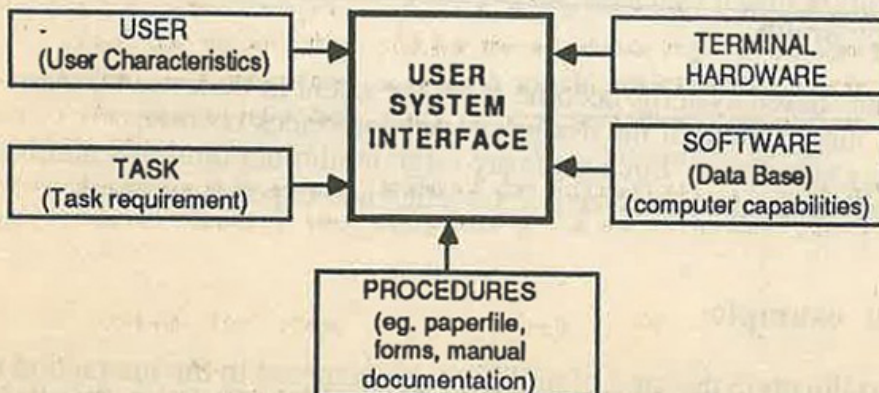 USER
(User Characteristics)
TASK
(Task requirement)
USER
SYSTEM
INTERFACE
TERMINAL
HARDWARE
SOFTWARE
(Data Base)
(computer capabilities)
PROCEDURES
(eg. paperfile,
forms, manual
documentation)
example